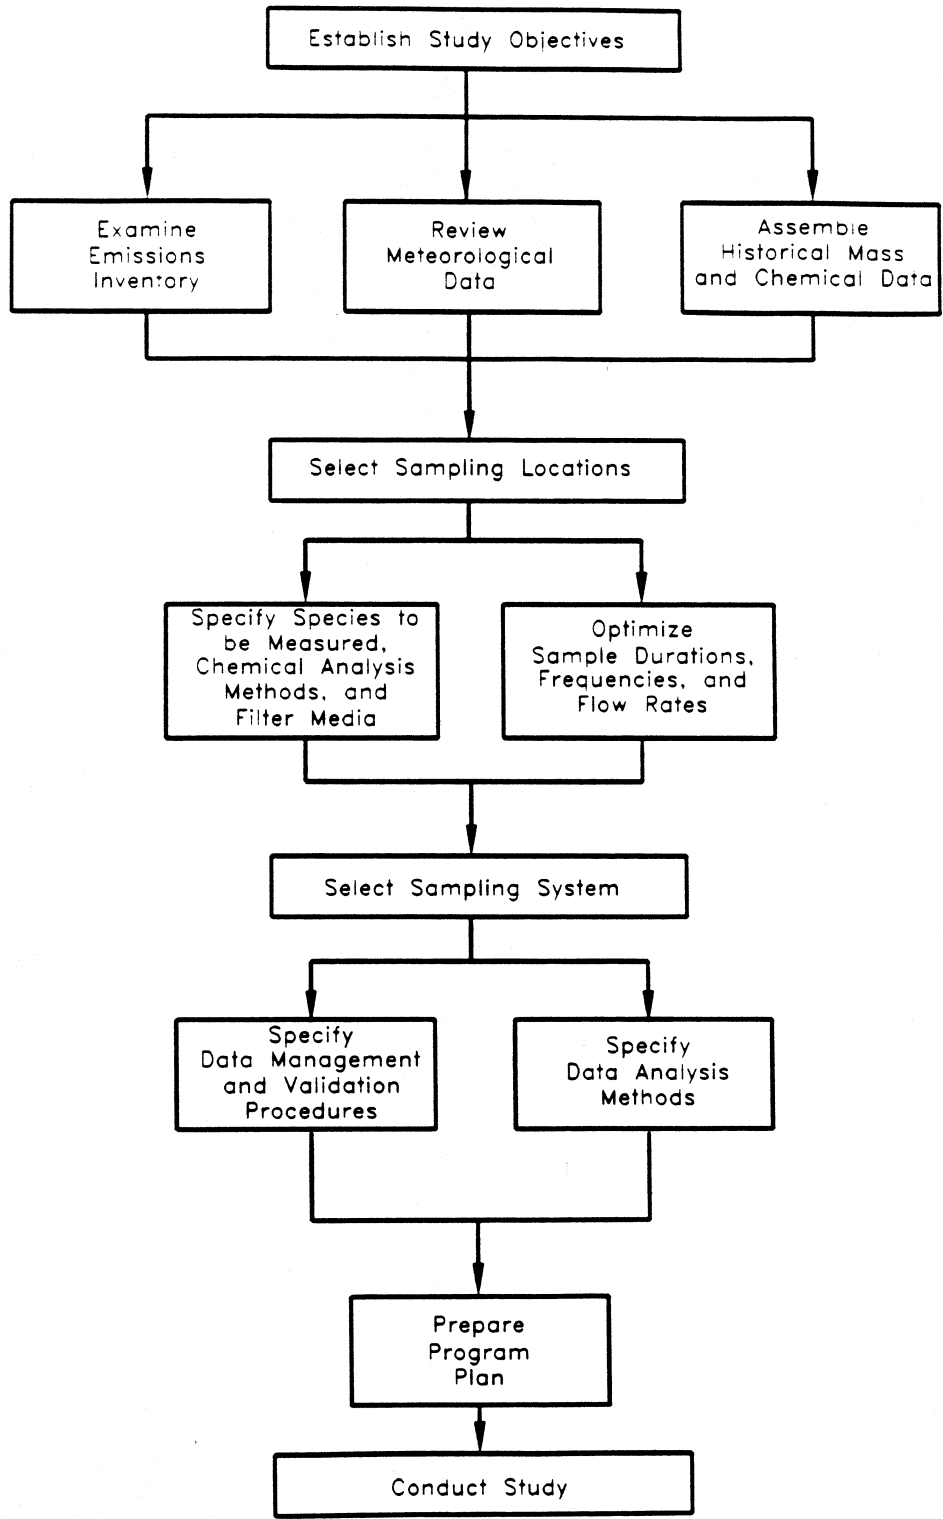 Establish Study Objectives
Examine
Emissions
Inventory
Review
Meteorological
Data
Assemble
Historical Mass
and Chemical Data
Select Sampling Locations
Specify Species to
be Measured,
Chemical Analysis
Methods, and
Filter Media
Optimize
Sample Durations,
Frequencies, and
Flow Rates
Select Sampling System
Specify
Data Management
and Validation
Procedures
Specify
Data Analysis
Methods
Prepare
Program
Plan
Conduct Study